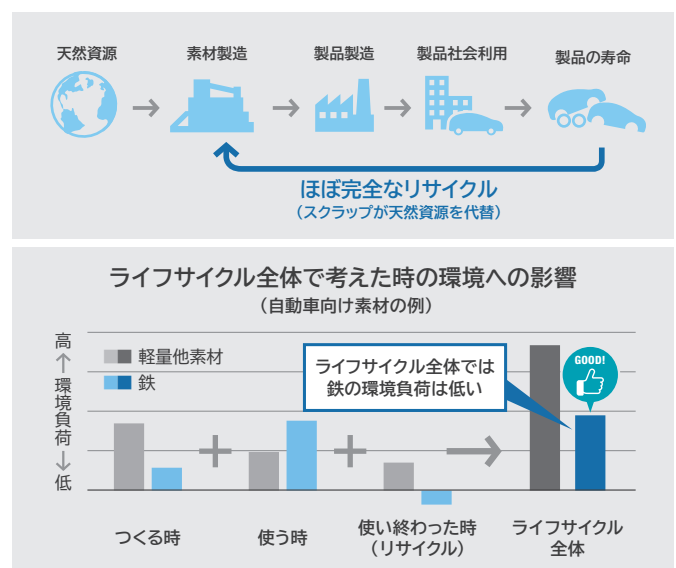 天然資源
素材製造
製品製造
製品社会利用
製品の寿命
ほぼ完全なリサイクル
（スクラップが天然資源を代替）
ライフサイクル全体で考えた時の環境への影響
（自動車向け素材の例）
高
環境負荷
低
軽量他素材
鉄
ライフサイクル全体では
鉄の環境負荷は低い
GOOD!
つくる時
使う時
使い終わった時
（リサイクル）
ライフサイクル
全体